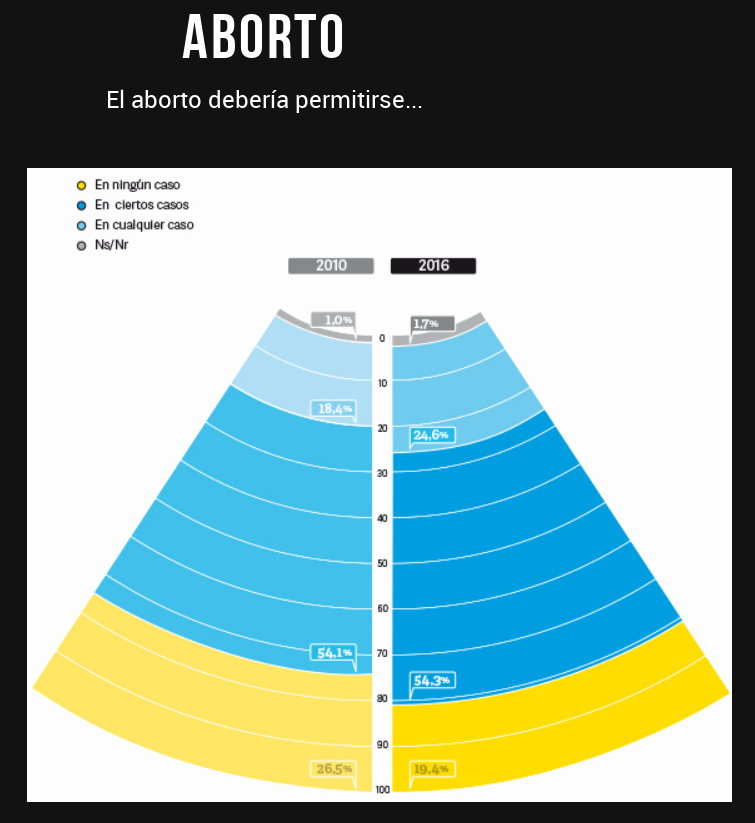 ABORTO
El aborto debería permitirse...
En ningún caso
En ciertos casos
En cualquier caso
Ns/Nr
2010 2016
1,0% 1,7%
0
10
18,4%
20
24,6%
30
40
50
60
54,1% 70
54,3%
80
90
26,5% 19,4%
100